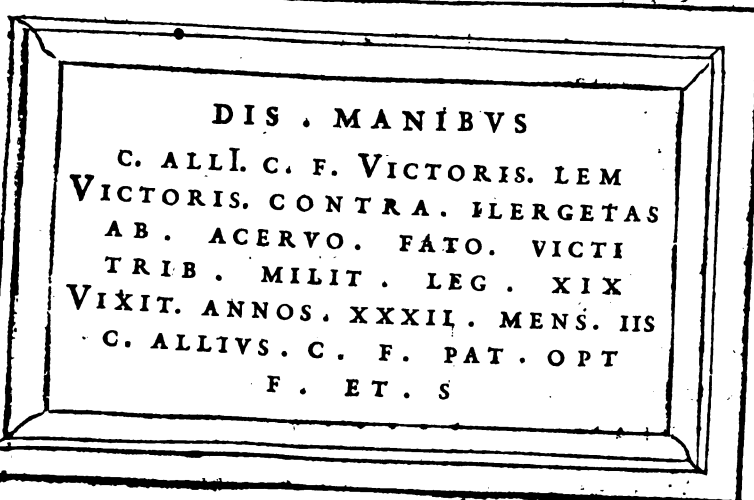 DIS . MANIBVS
C. ALLI. C. F. VICTORIS. LEM
VICTORIS. CONTRA. ILERGETAS
AB. ACERVO. FATO. VICTI
TRIB. MILIT. LEG. XIX
VIXIT. ANNOS. XXXII. MENS. IIS
C. ALLIVS. C. F. PAT. OPT
F. ET. S